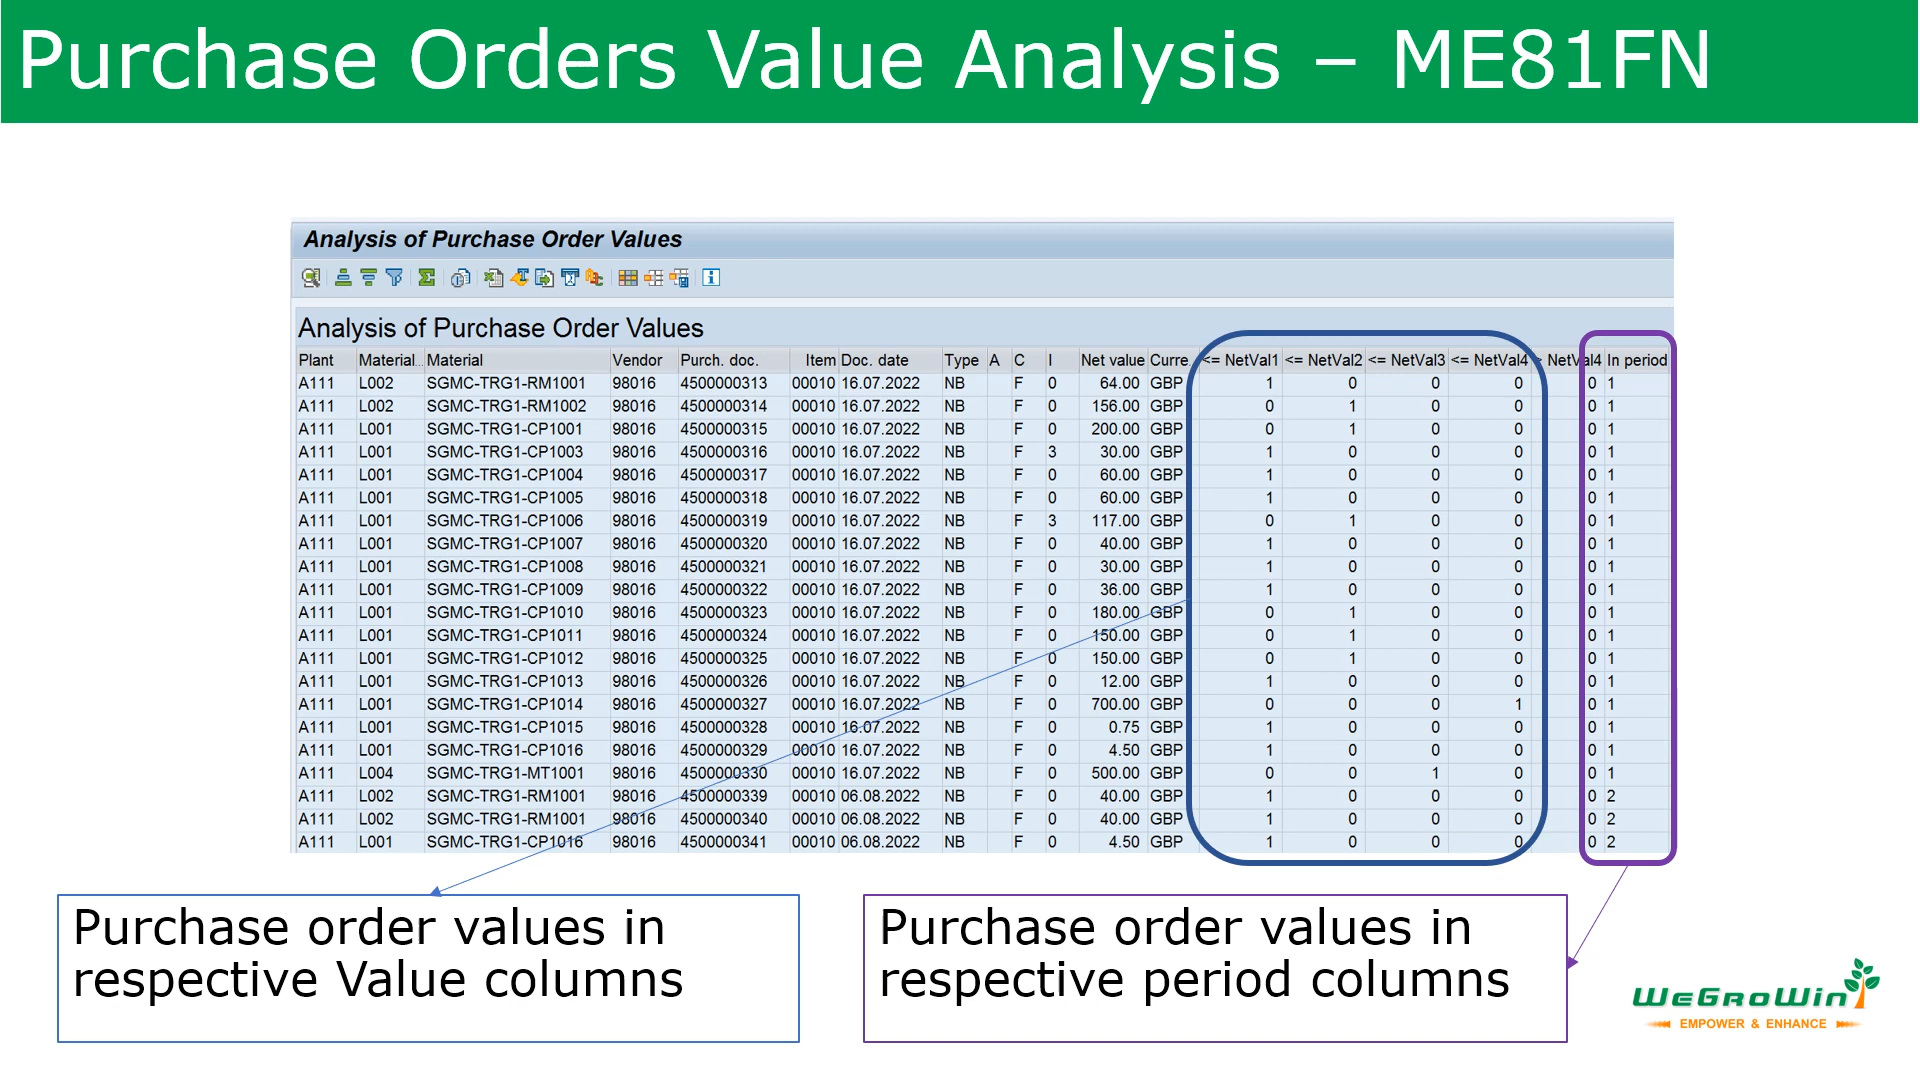 Purchase Orders Value Analysis – ME81FN
Analysis of Purchase Order Values
Analysis of Purchase Order Values
Plant Material... Material Vendor Purch. doc. Item Doc. date Type A C I Net value Curre <= NetVal1 <= NetVal2 <= NetVal3 <= NetVal4 > NetVal4 In period
A111 L002 SGMC-TRG1-RM1001 98016 4500000313 00010 16.07.2022 NB F 0 64.00 GBP 1 0 0 0 0 1
A111 L002 SGMC-TRG1-RM1002 98016 4500000314 00010 16.07.2022 NB F 0 156.00 GBP 0 1 0 0 0 1
A111 L001 SGMC-TRG1-CP1001 98016 4500000315 00010 16.07.2022 NB F 0 200.00 GBP 0 1 0 0 0 1
A111 L001 SGMC-TRG1-CP1003 98016 4500000316 00010 16.07.2022 NB F 3 30.00 GBP 1 0 0 0 0 1
A111 L001 SGMC-TRG1-CP1004 98016 4500000317 00010 16.07.2022 NB F 0 60.00 GBP 1 0 0 0 0 1
A111 L001 SGMC-TRG1-CP1005 98016 4500000318 00010 16.07.2022 NB F 0 60.00 GBP 1 0 0 0 0 1
A111 L001 SGMC-TRG1-CP1006 98016 4500000319 00010 16.07.2022 NB F 3 117.00 GBP 0 1 0 0 0 1
A111 L001 SGMC-TRG1-CP1007 98016 4500000320 00010 16.07.2022 NB F 0 40.00 GBP 1 0 0 0 0 1
A111 L001 SGMC-TRG1-CP1008 98016 4500000321 00010 16.07.2022 NB F 0 30.00 GBP 1 0 0 0 0 1
A111 L001 SGMC-TRG1-CP1009 98016 4500000322 00010 16.07.2022 NB F 0 36.00 GBP 1 0 0 0 0 1
A111 L001 SGMC-TRG1-CP1010 98016 4500000323 00010 16.07.2022 NB F 0 180.00 GBP 0 1 0 0 0 1
A111 L001 SGMC-TRG1-CP1011 98016 4500000324 00010 16.07.2022 NB F 0 150.00 GBP 0 1 0 0 0 1
A111 L001 SGMC-TRG1-CP1012 98016 4500000325 00010 16.07.2022 NB F 0 150.00 GBP 0 1 0 0 0 1
A111 L001 SGMC-TRG1-CP1013 98016 4500000326 00010 16.07.2022 NB F 0 12.00 GBP 1 0 0 0 0 1
A111 L001 SGMC-TRG1-CP1014 98016 4500000327 00010 16.07.2022 NB F 0 700.00 GBP 0 0 0 1 0 1
A111 L001 SGMC-TRG1-CP1015 98016 4500000328 00010 16.07.2022 NB F 0 0.75 GBP 1 0 0 0 0 1
A111 L001 SGMC-TRG1-CP1016 98016 4500000329 00010 16.07.2022 NB F 0 4.50 GBP 1 0 0 0 0 1
A111 L004 SGMC-TRG1-MT1001 98016 4500000330 00010 16.07.2022 NB F 0 500.00 GBP 0 0 1 0 0 1
A111 L002 SGMC-TRG1-RM1001 98016 4500000339 00010 06.08.2022 NB F 0 40.00 GBP 1 0 0 0 0 2
A111 L002 SGMC-TRG1-RM1001 98016 4500000340 00010 06.08.2022 NB F 0 40.00 GBP 1 0 0 0 0 2
A111 L001 SGMC-TRG1-CP1016 98016 4500000341 00010 06.08.2022 NB F 0 4.50 GBP 1 0 0 0 0 2
Purchase order values in
respective Value columns
Purchase order values in
respective period columns
WeGroWin
EMPOWER & ENHANCE